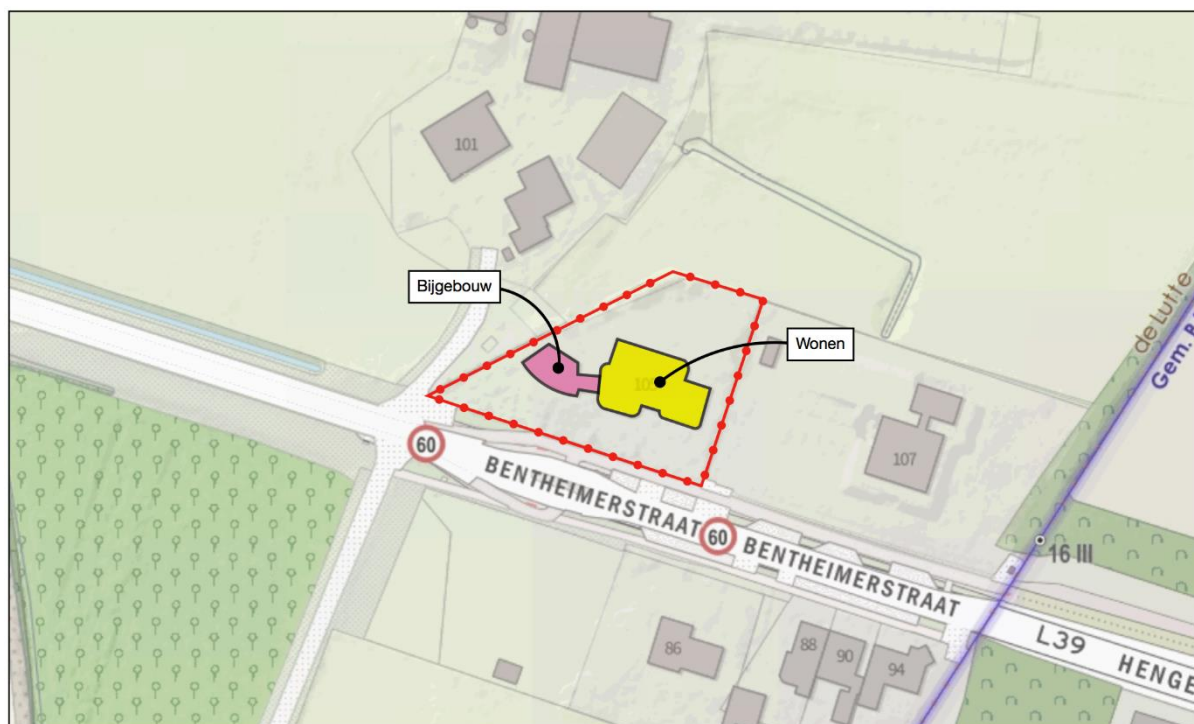 101
de Lutte
Bijgebouw
Gem. B
Wonen
60
107
BENTHEIMERSTRAAT
60
BENTHEIMERSTRAAT
16 III
L39
HENGE
86
88
90
94